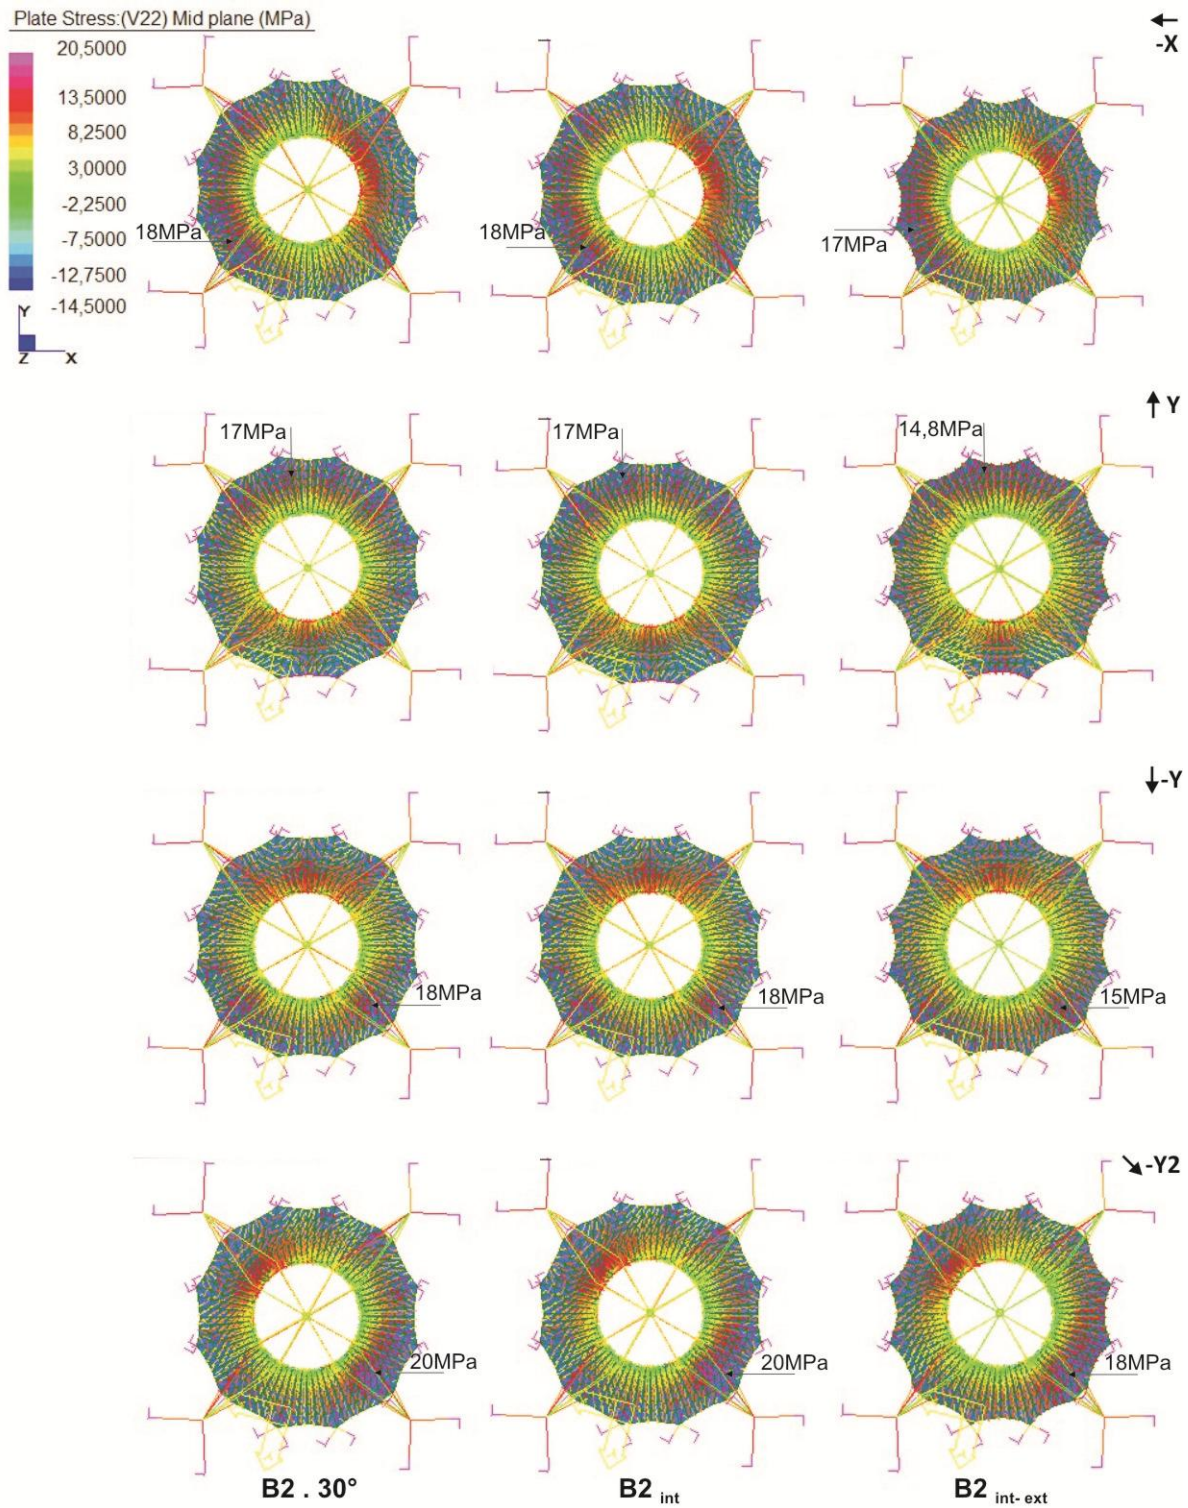 Plate Stress:(V22) Mid plane (MPa)
20,5000
13,5000
8,2500
3,0000
-2,2500
-7,5000
-12,7500
-14,5000
Y
Z X
-X
18MPa
18MPa
17MPa
Y
17MPa
17MPa
14,8MPa
-Y
18MPa
18MPa
15MPa
-Y2
20MPa
20MPa
18MPa
B2 . 30°
B2 int
B2 int- ext